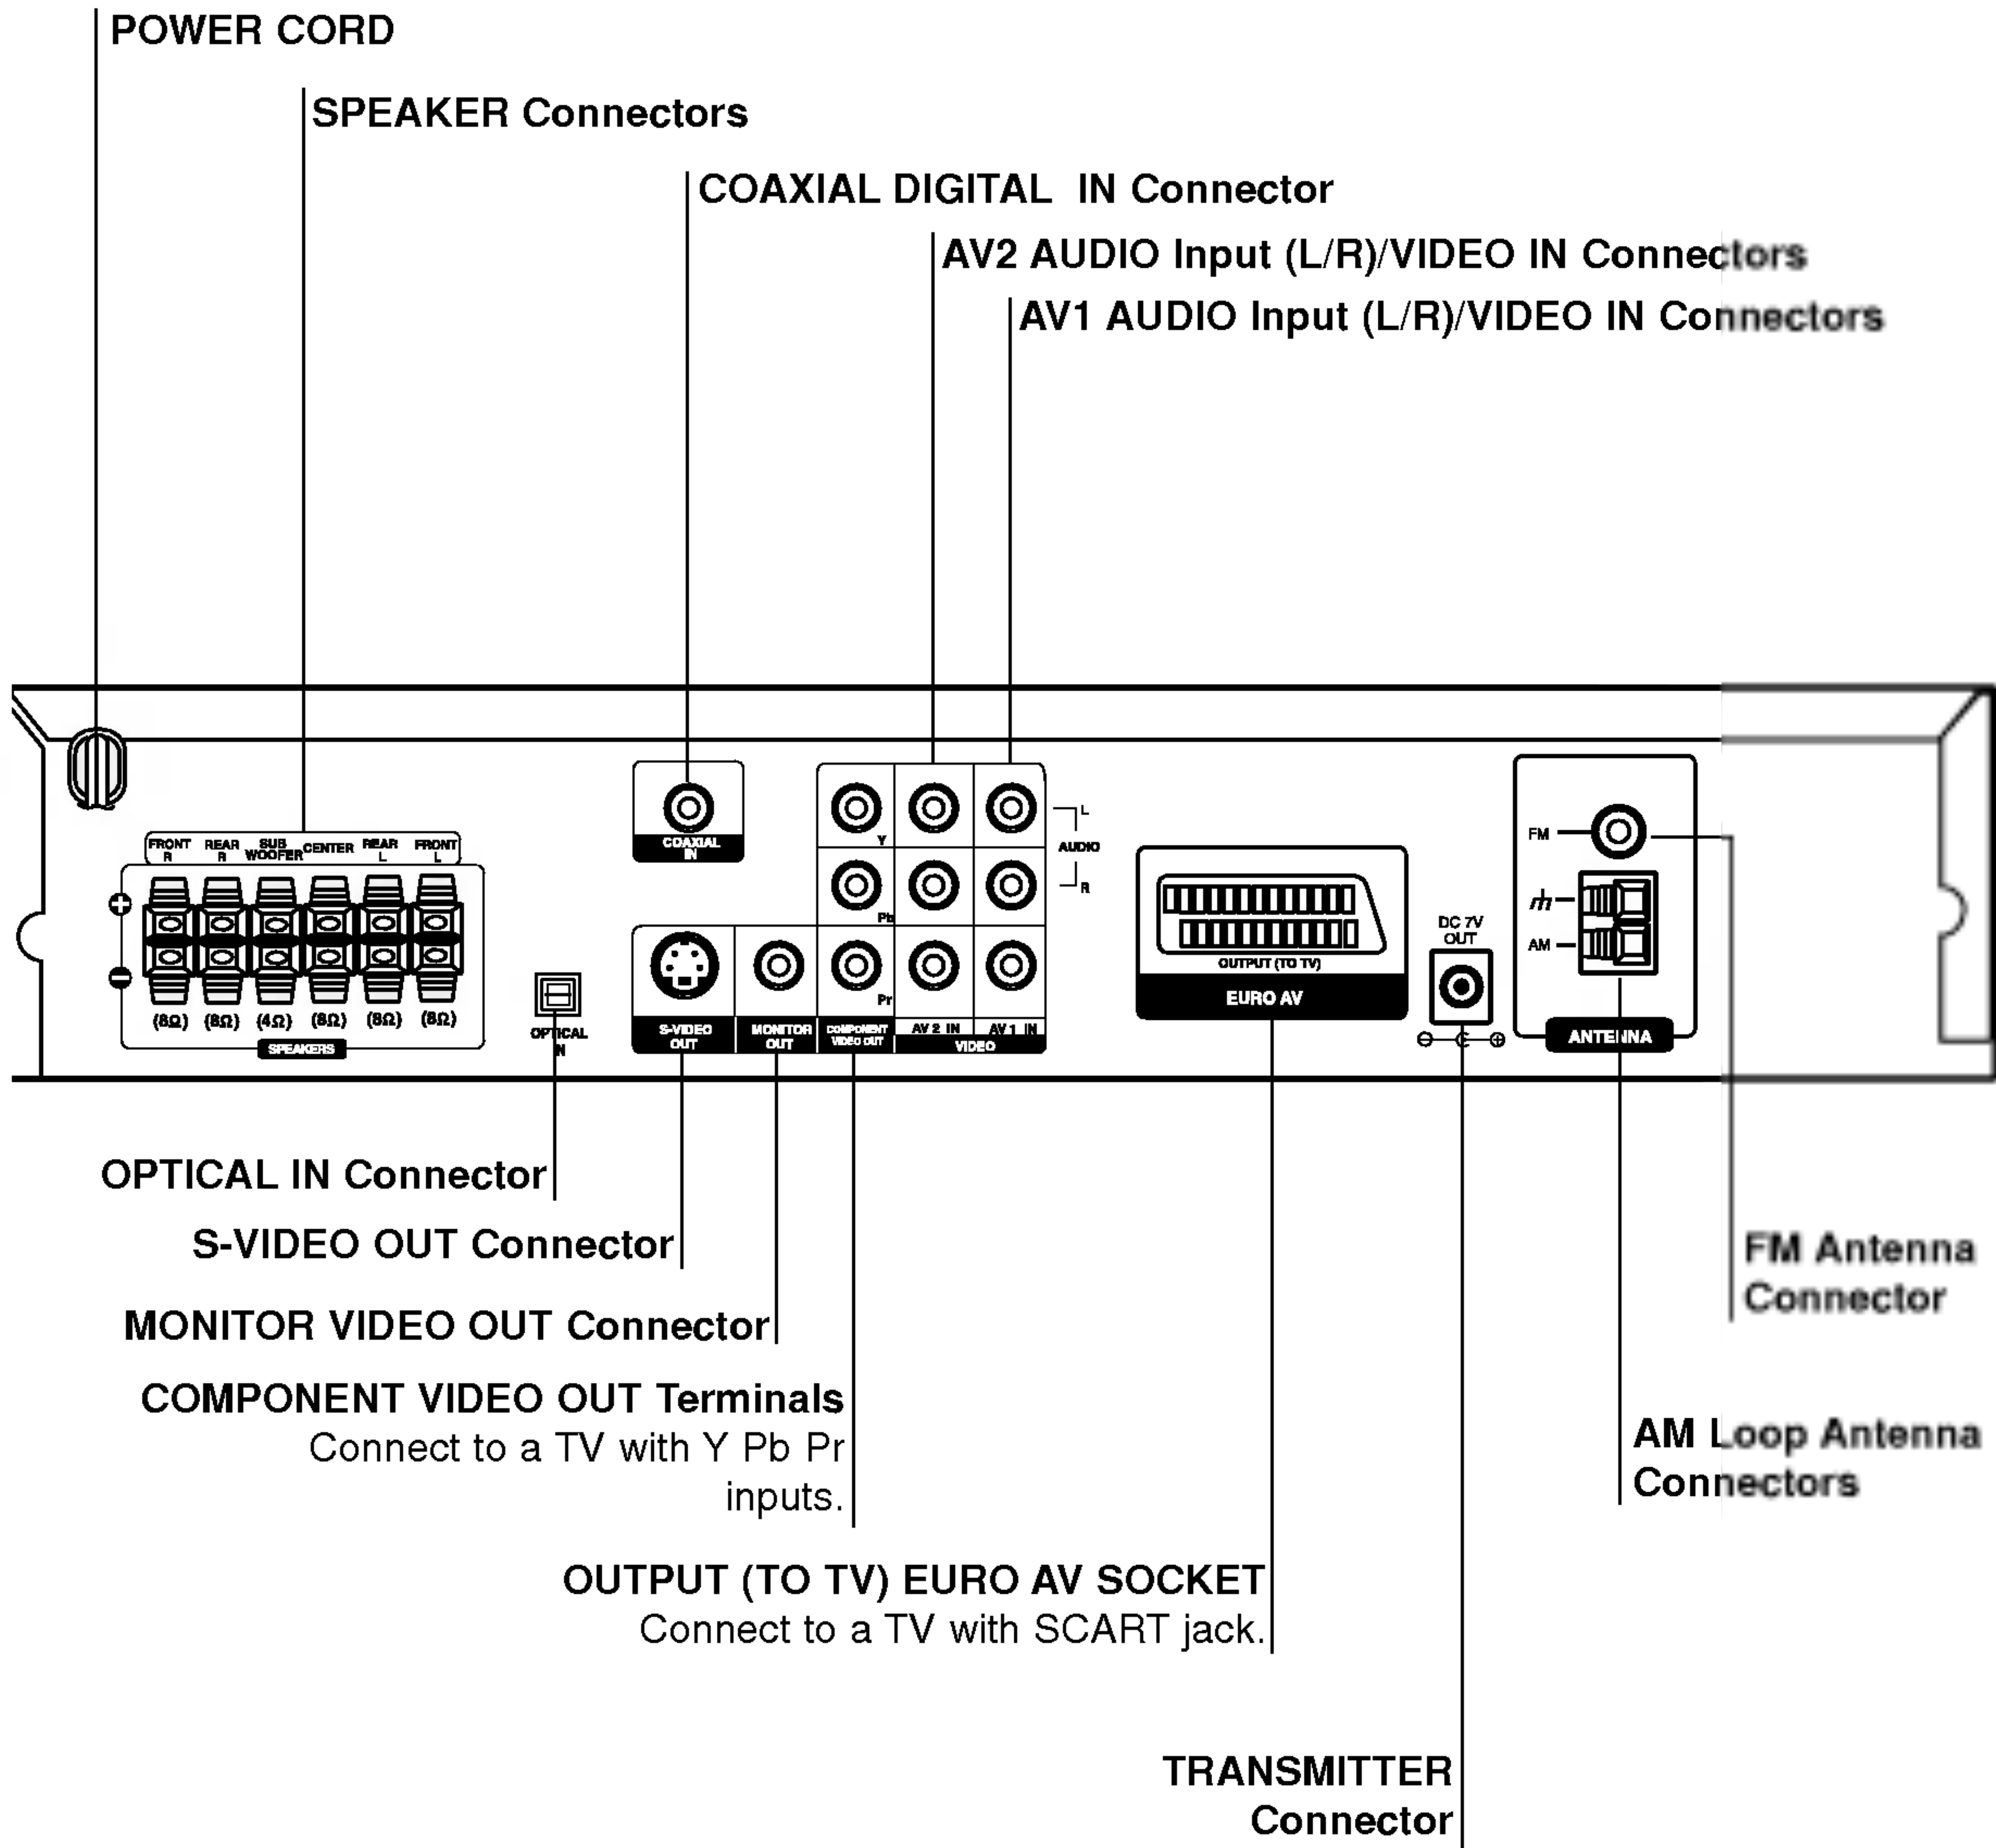 POWER CORD
SPEAKER Connectors
COAXIAL DIGITAL IN Connector
AV2 AUDIO Input (L/R)/VIDEO IN Connectors
AV1 AUDIO Input (L/R)/VIDEO IN Connectors
FRONT R
REAR R
SUB WOOFER
CENTER
REAR L
FRONT L
(8Ω) (8Ω) (4Ω) (8Ω) (8Ω) (8Ω)
SPEAKERS
OPTICAL IN
COAXIAL IN
Y
Pb
Pr
L
AUDIO
R
S-VIDEO OUT
MONITOR OUT
COMPONENT VIDEO OUT
AV 2 IN
AV 1 IN
VIDEO
OUTPUT (TO TV)
EURO AV
DC 7V OUT
FM
AM
ANTENNA
OPTICAL IN Connector
S-VIDEO OUT Connector
MONITOR VIDEO OUT Connector
COMPONENT VIDEO OUT Terminals
Connect to a TV with Y Pb Pr
inputs.
OUTPUT (TO TV) EURO AV SOCKET
Connect to a TV with SCART jack.
TRANSMITTER
Connector
FM Antenna
Connector
AM Loop Antenna
Connectors